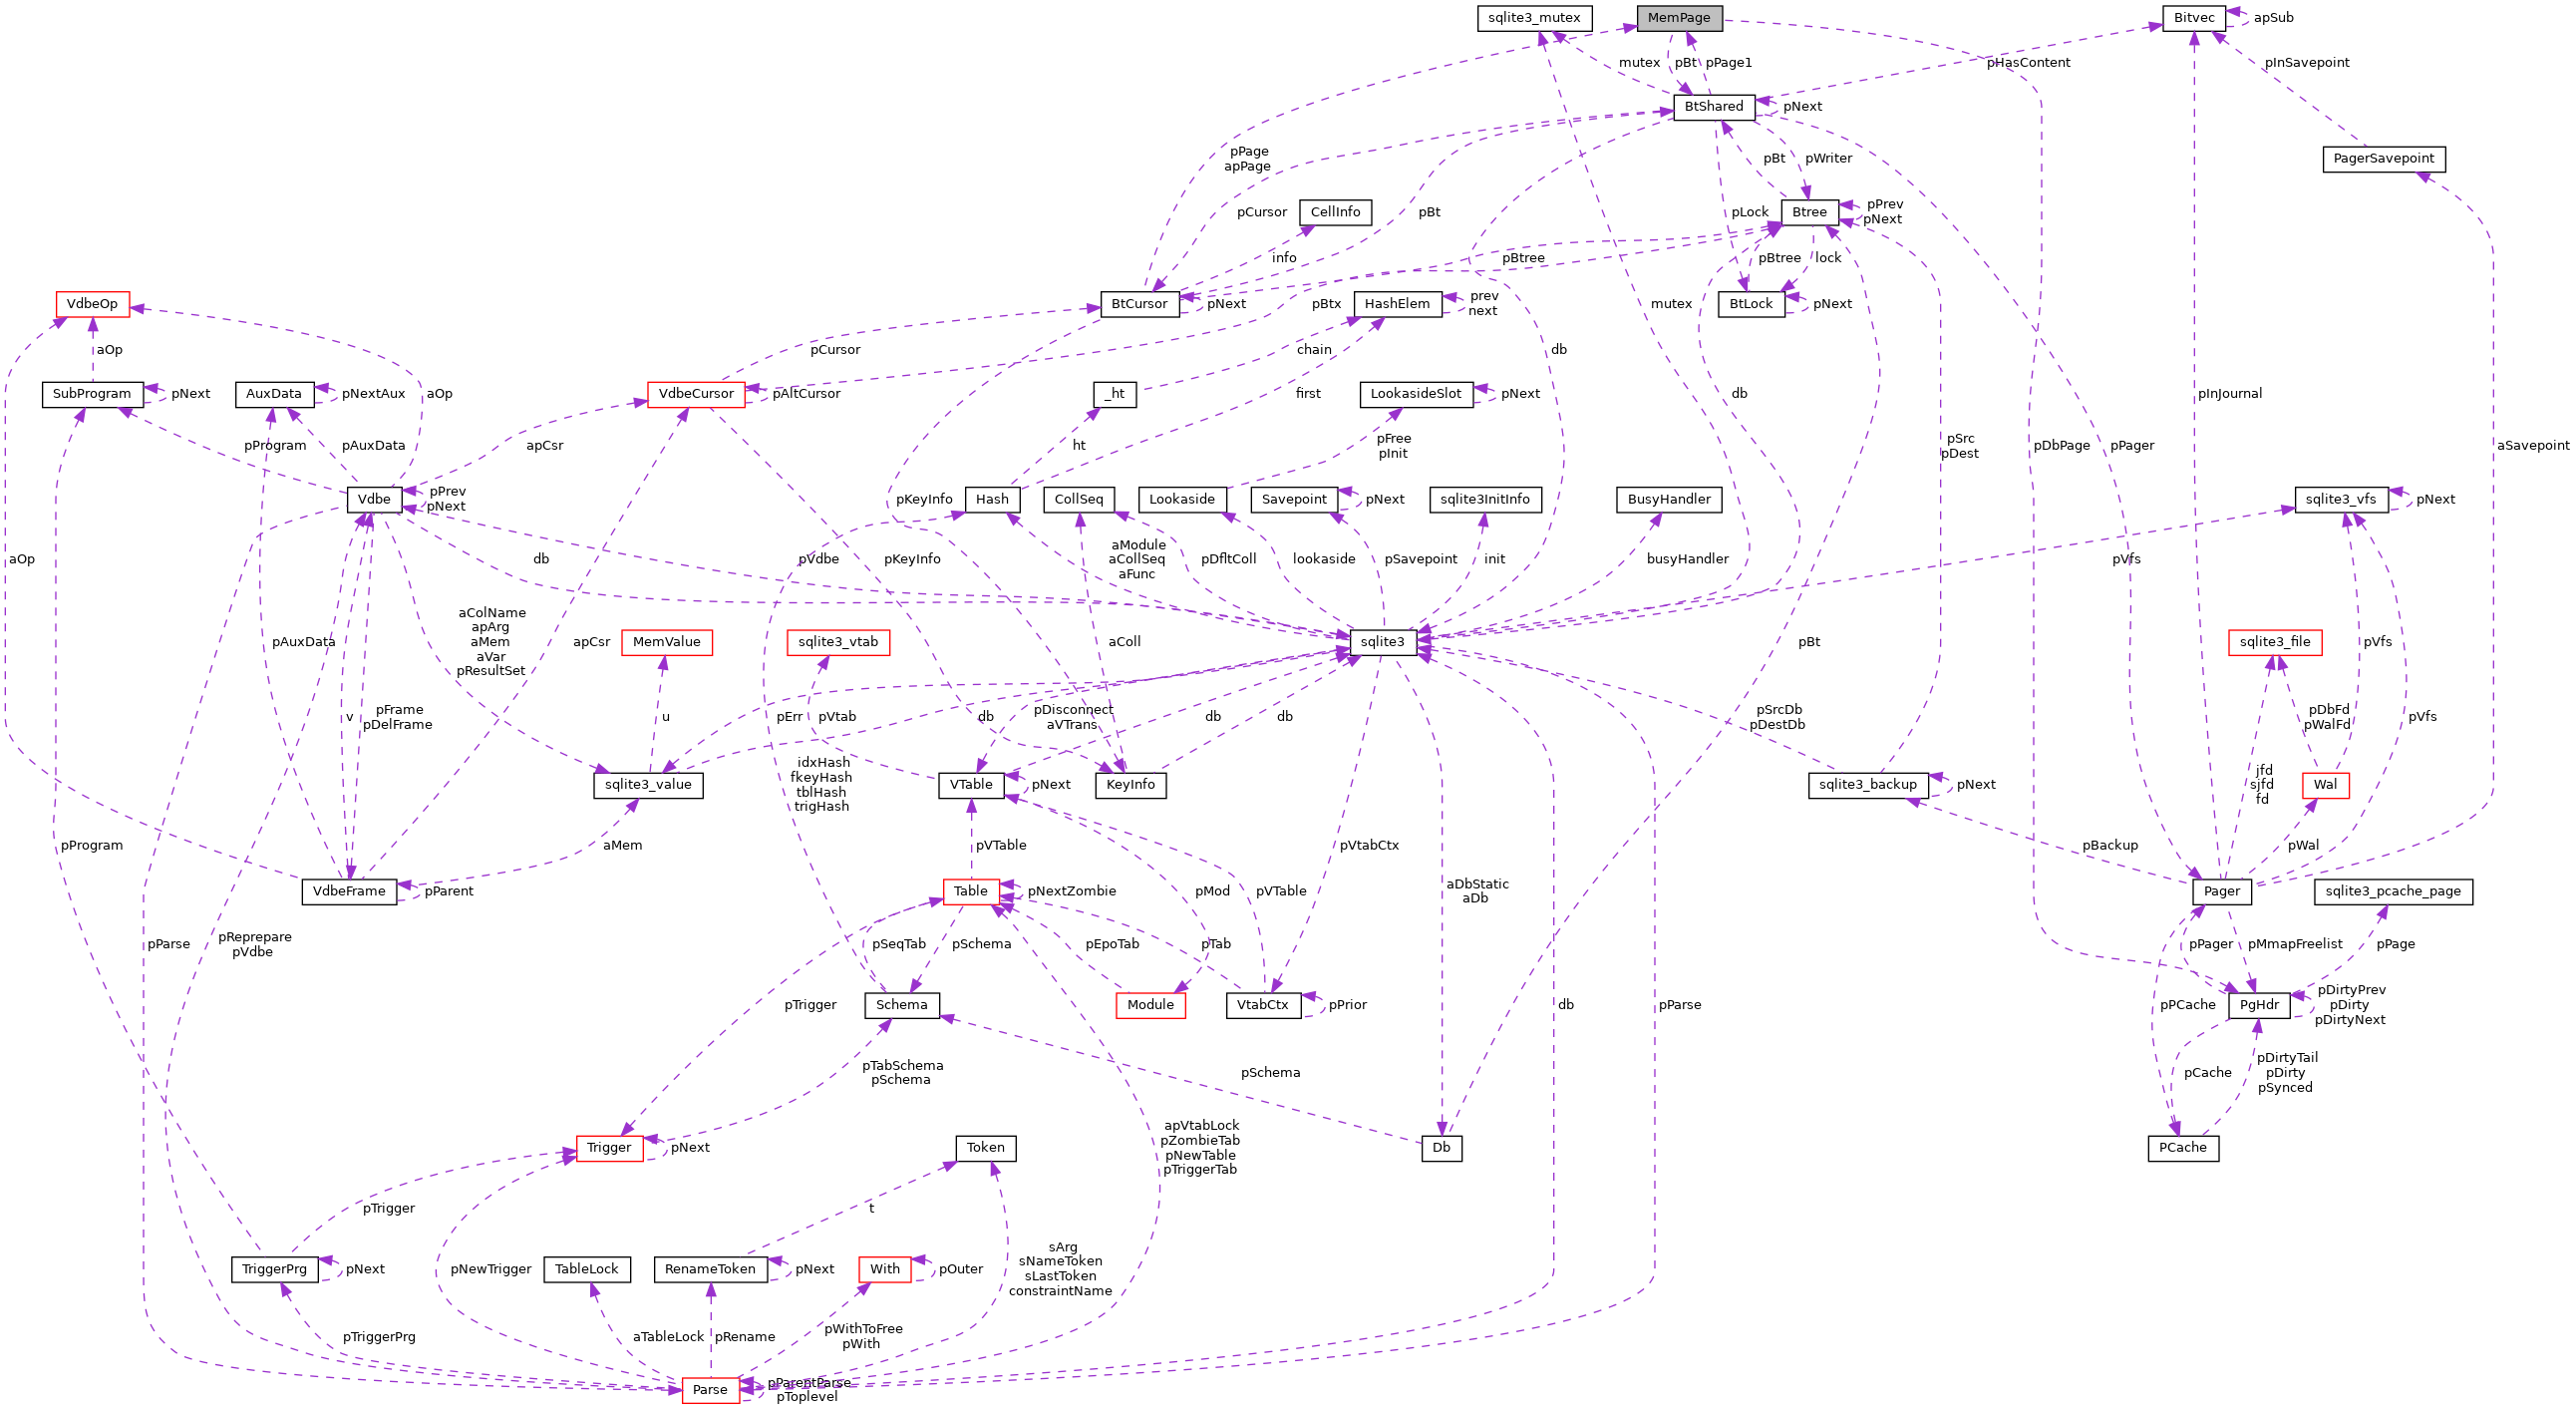 sqlite3_mutex
MemPage
Bitvec
apSub
mutex
pBt
pPage1
pHasContent
pInSavepoint
BtShared
pNext
pPage
apPage
pBt
pWriter
PagerSavepoint
pCursor
CellInfo
pBt
pLock
Btree
pPrev
pNext
info
pBtree
pBtree
lock
VdbeOp
BtCursor
pNext
pBtx
HashElem
prev
next
mutex
BtLock
pNext
aOp
pCursor
chain
db
SubProgram
pNext
AuxData
pNextAux
aOp
VdbeCursor
pAltCursor
_ht
first
LookasideSlot
pNext
db
pInJournal
pProgram
pAuxData
apCsr
ht
pFree
pInit
pSrc
pDest
pDbPage
pPager
aSavepoint
Vdbe
pPrev
pNext
pKeyInfo
Hash
CollSeq
Lookaside
Savepoint
pNext
sqlite3InitInfo
BusyHandler
sqlite3_vfs
pNext
aOp
db
pVdbe
pKeyInfo
aModule
aCollSeq
aFunc
pDfltColl
lookaside
pSavepoint
init
busyHandler
pVfs
aColName
apArg
aMem
aVar
pResultSet
pAuxData
apCsr
MemValue
sqlite3_vtab
aColl
sqlite3
pBt
sqlite3_file
pVfs
v
pFrame
pDelFrame
u
pErr
pVtab
db
pDisconnect
aVTrans
db
db
pSrcDb
pDestDb
pDbFd
pWalFd
pVfs
sqlite3_value
idxHash
fkeyHash
tblHash
trigHash
VTable
pNext
KeyInfo
sqlite3_backup
pNext
jfd
sjfd
fd
Wal
pProgram
aMem
pVTable
pVtabCtx
pBackup
pWal
VdbeFrame
pParent
Table
pNextZombie
pMod
pVTable
aDbStatic
aDb
Pager
sqlite3_pcache_page
pParse
pReprepare
pVdbe
pSeqTab
pSchema
pEpoTab
pTab
pPager
pMmapFreelist
pPage
pTrigger
Schema
Module
VtabCtx
pPrior
db
pParse
pPCache
PgHdr
pDirtyPrev
pDirty
pDirtyNext
pTabSchema
pSchema
pSchema
pCache
pDirtyTail
pDirty
pSynced
Trigger
pNext
Token
apVtabLock
pZombieTab
pNewTable
pTriggerTab
Db
PCache
pTrigger
t
TriggerPrg
pNext
pNewTrigger
TableLock
RenameToken
pNext
With
pOuter
sArg
sNameToken
sLastToken
constraintName
pTriggerPrg
aTableLock
pRename
pWithToFree
pWith
Parse
pParentParse
pToplevel